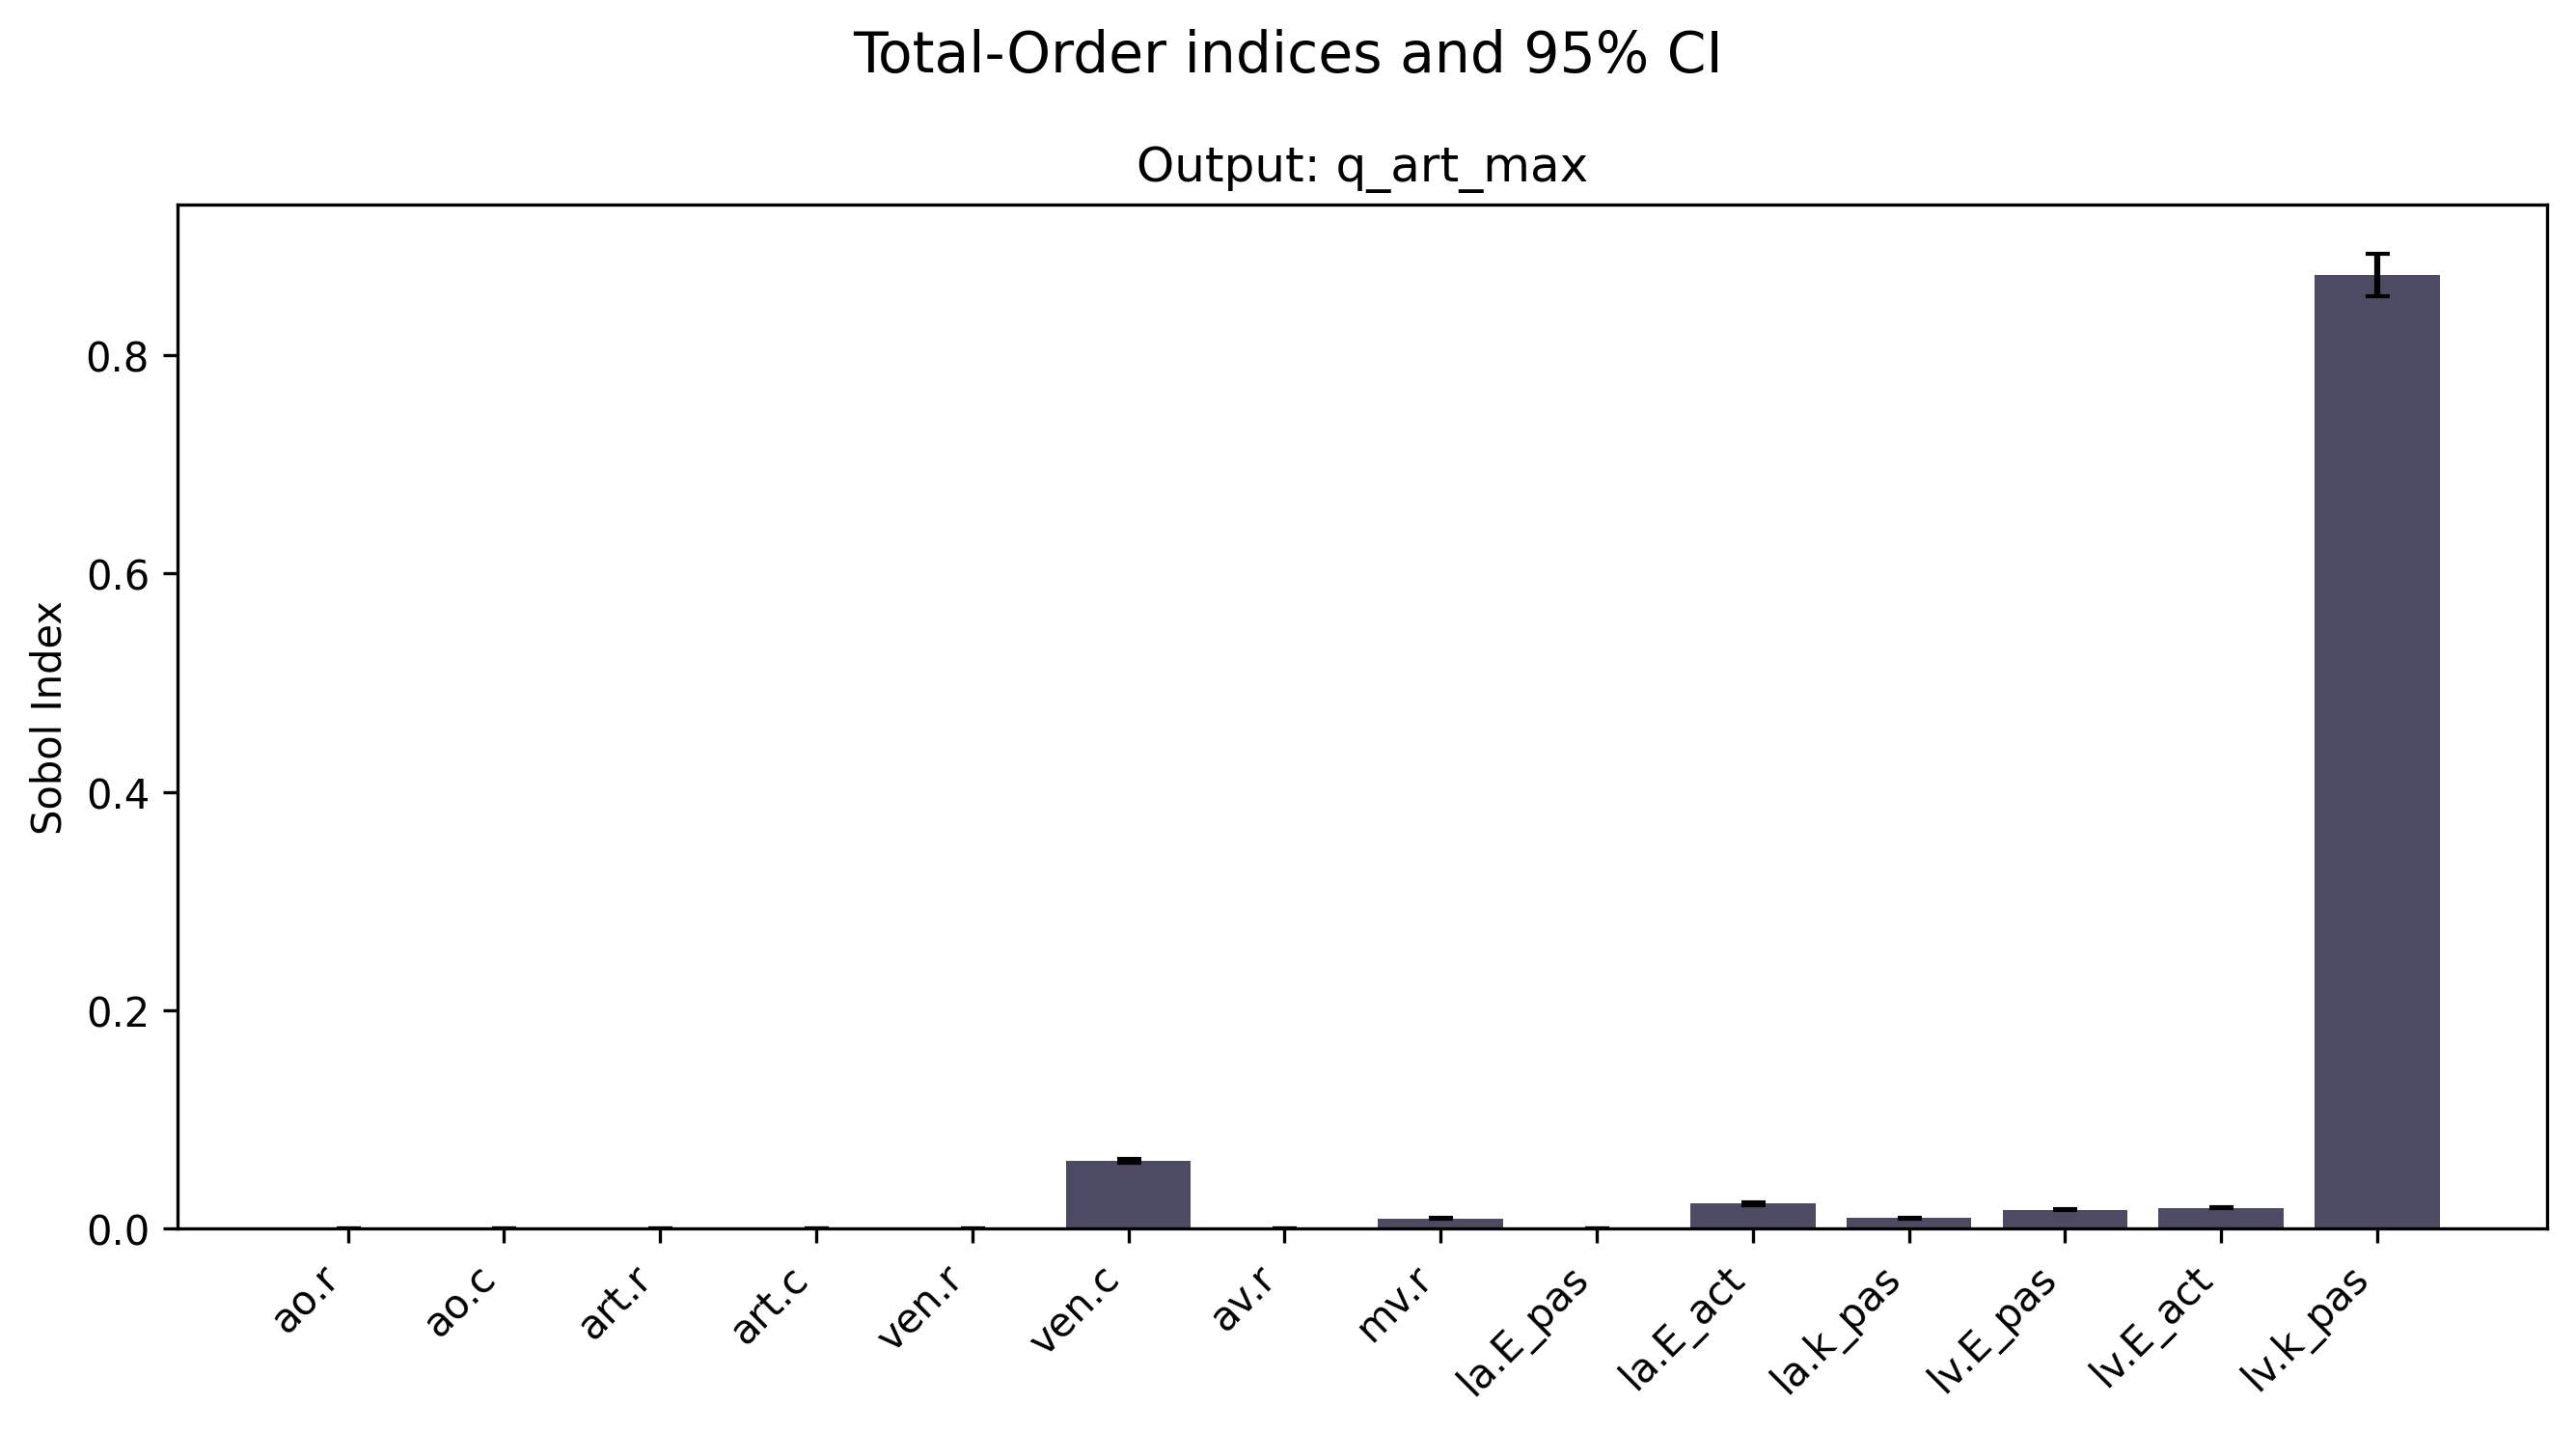 Total-Order indices and 95% CI
Output: q_art_max
Sobol Index
0.8
0.6
0.4
0.2
0.0
ao.r
ao.c
art.r
art.c
ven.r
ven.c
av.r
mv.r
la.E_pas
la.E_act
la.k_pas
lv.E_pas
lv.E_act
lv.k_pas